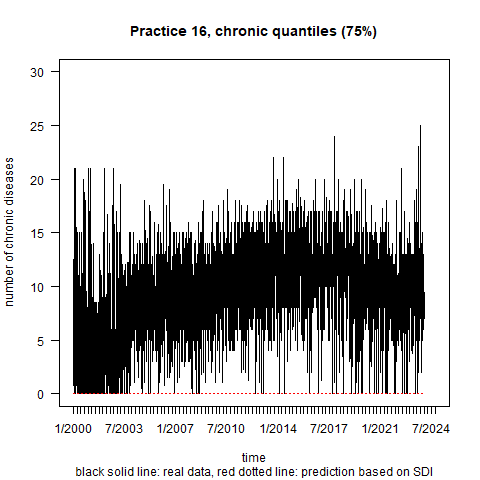 Practice 16, chronic quantiles (75%)
number of chronic diseases
30
25
20
15
10
5
0
1/2000 7/2003 1/2007 7/2010 1/2014 7/2017 1/2021 7/2024
time
black solid line: real data, red dotted line: prediction based on SDI